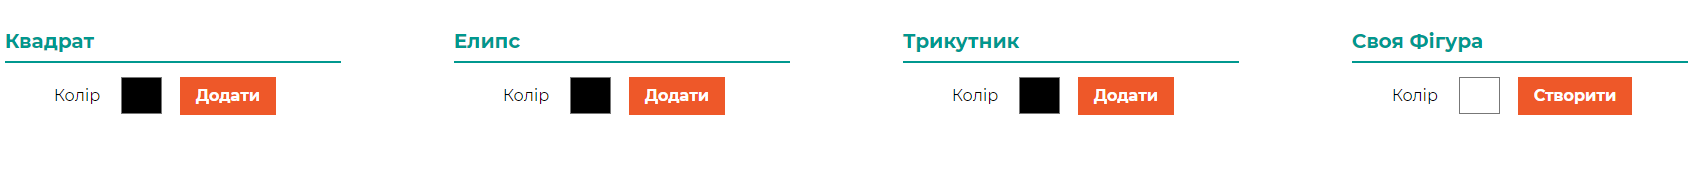 Квадрат
Колір Додати
Елипс
Колір Додати
Трикутник
Колір Додати
Своя Фігура
Колір Створити